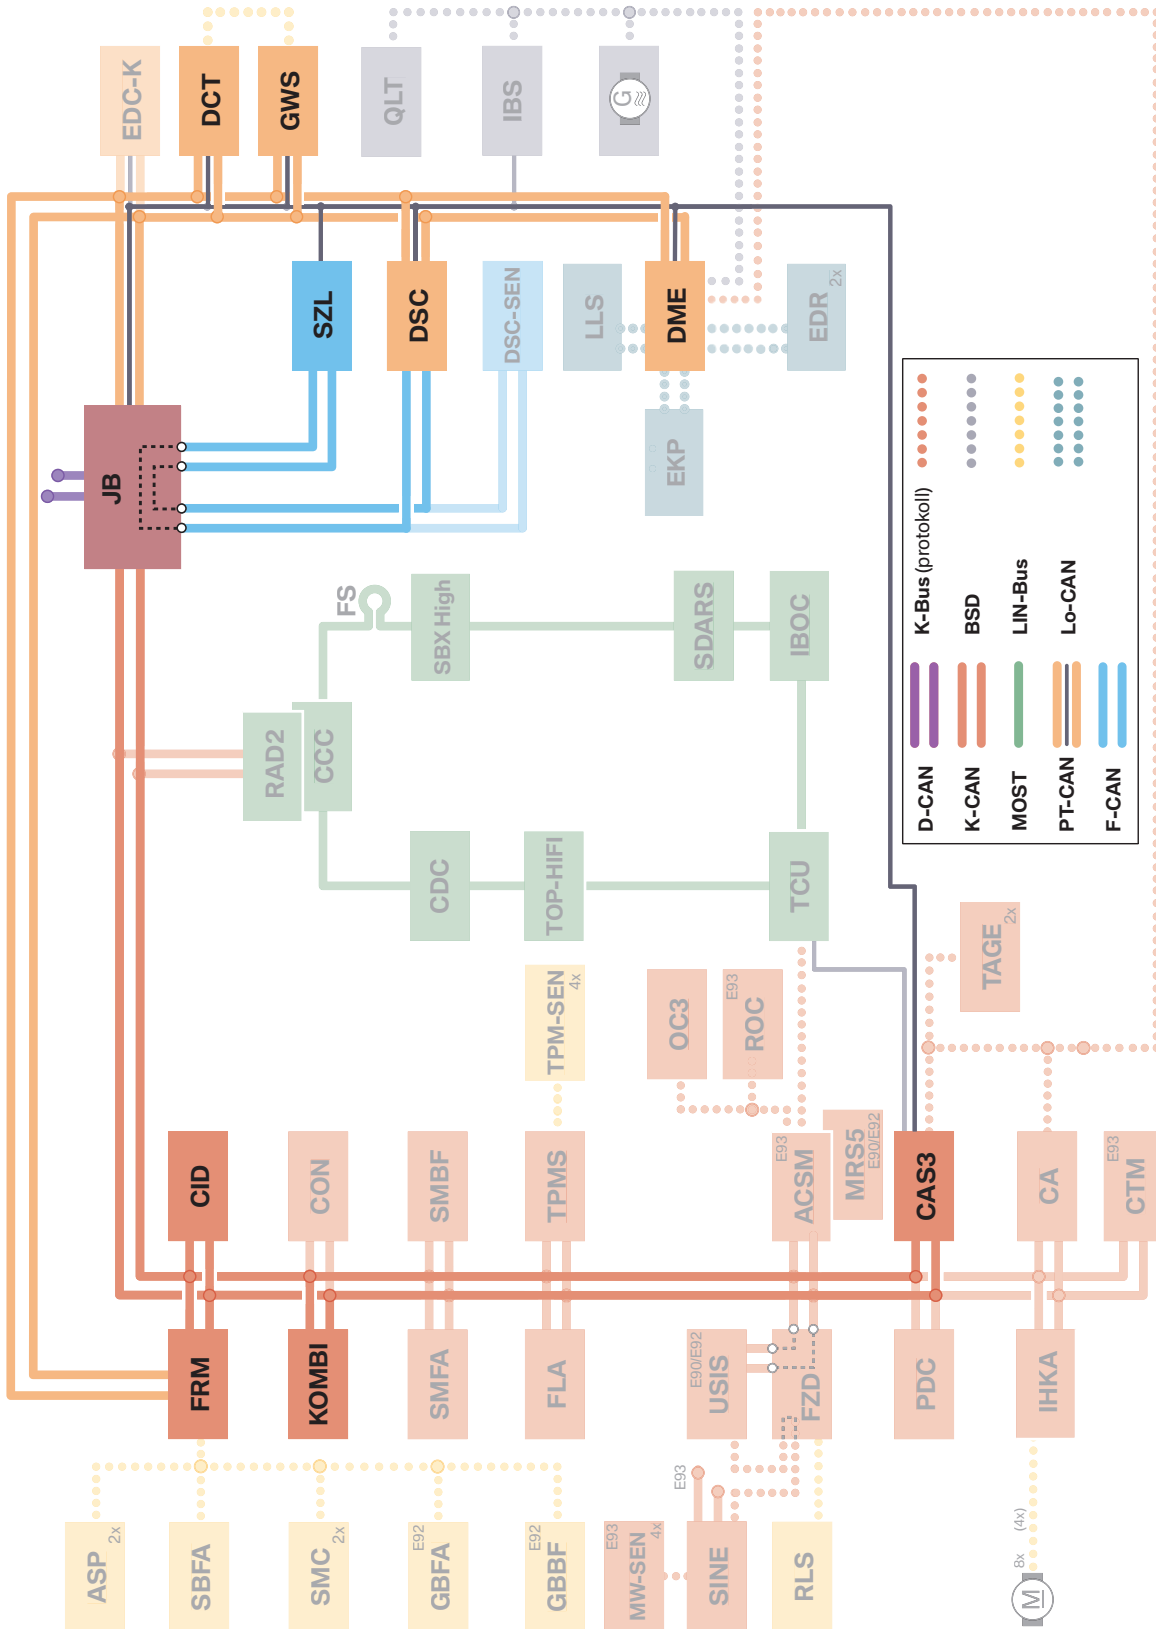 EDC-K
DCT
GWS
QLT
IBS
G
SZL
DSC
DSC-SEN
LLS
DME
EDR
2x
JB
EKP
FS
SBX High
SDARS
IBOC
RAD2
CCC
CDC
TOP-HIFI
TCU
D-CAN
K-CAN
MOST
PT-CAN
F-CAN
K-Bus (protokoll)
BSD
LIN-Bus
Lo-CAN
TPM-SEN
4x
OC3
E93
ROC
TAGE
2x
CID
CON
SMBF
TPMS
E93
ACSM
MRS5
E90/E92
CAS3
CA
E93
CTM
FRM
KOMBI
SMFA
FLA
E90/E92
USIS
FZD
PDC
IHKA
ASP
2x
SBFA
SMC
2x
E92
GBFA
E92
GBBF
E93
MW-SEN
4x
E93
SINE
RLS
M
8x
(4x)